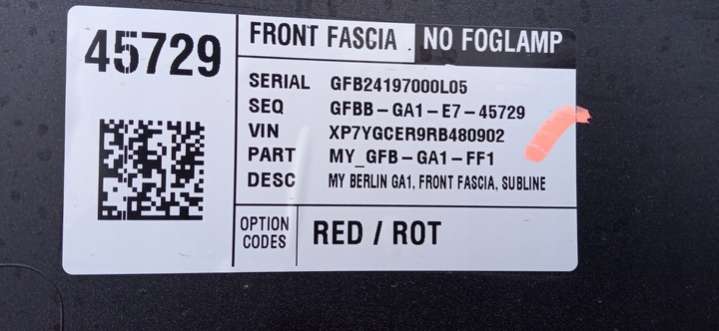 45729
FRONT FASCIA NO FOGLAMP
SERIAL GFB24197000L05
SEQ GFBB-GA1-E7-45729
VIN XP7YGCER9RB480902
PART MY_GFB-GA1-FF1
DESC MY BERLIN GA1, FRONT FASCIA, SUBLINE
OPTION CODES RED / ROT